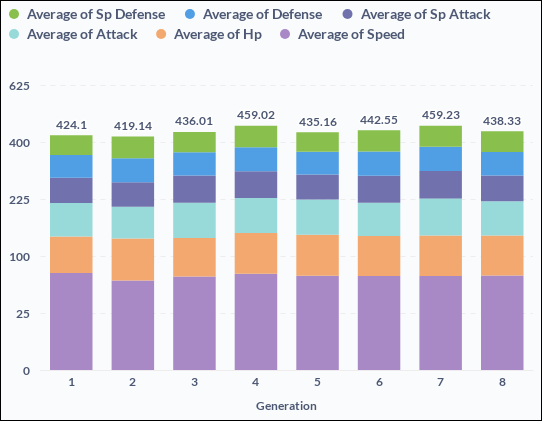 Average of Sp Defense Average of Defense Average of Sp Attack
Average of Attack Average of Hp Average of Speed
625
424.1 419.14 436.01 459.02 435.16 442.55 459.23 438.33
400
225
100
25
0
1 2 3 4 5 6 7 8
Generation